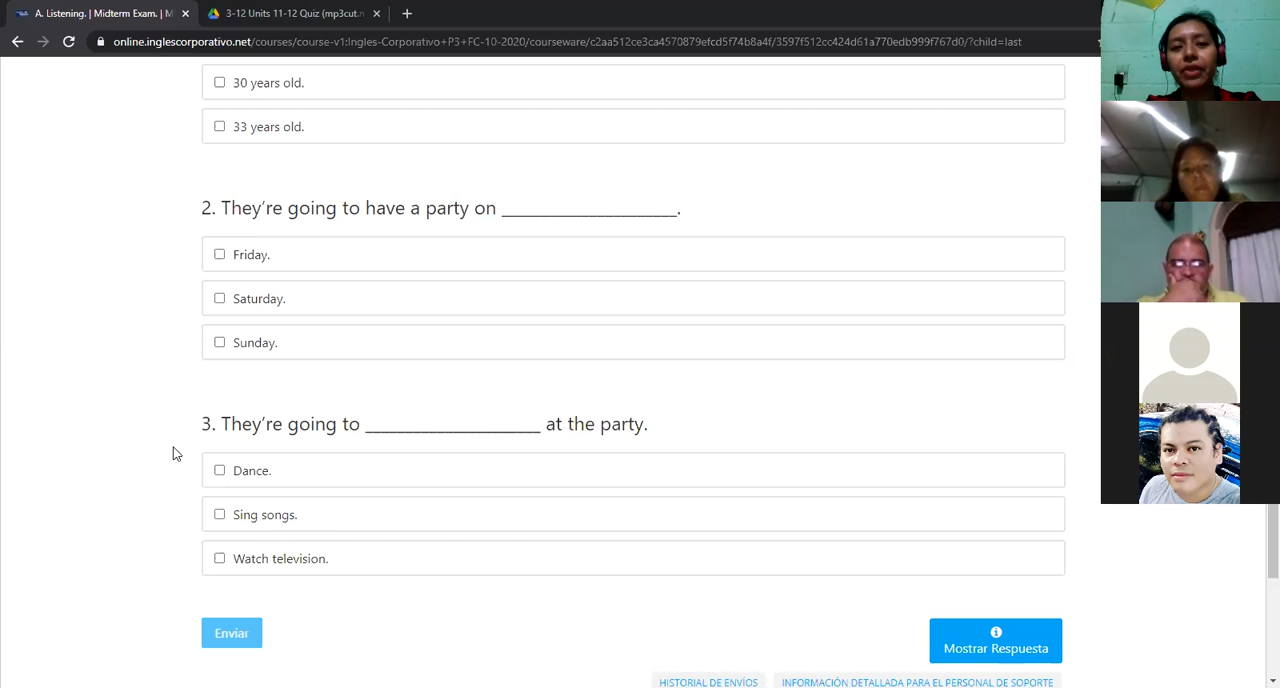 A. Listening. | Midterm Exam. | M
3-12 Units 11-12 Quiz (mp3cut.n
online.inglescorporativo.net/courses/course-v1:Ingles-Corporativo+P3+FC-10-2020/courseware/c2aa512ce3ca4570879efcd5f74b8a4f/3597f512cc424d61a770edb999f767d0/?child=last
30 years old.
33 years old.
2. They're going to have a party on ____________________.
Friday.
Saturday.
Sunday.
3. They're going to ____________________ at the party.
Dance.
Sing songs.
Watch television.
Enviar
Mostrar Respuesta
HISTORIAL DE ENVÍOS
INFORMACIÓN DETALLADA PARA EL PERSONAL DE SOPORTE